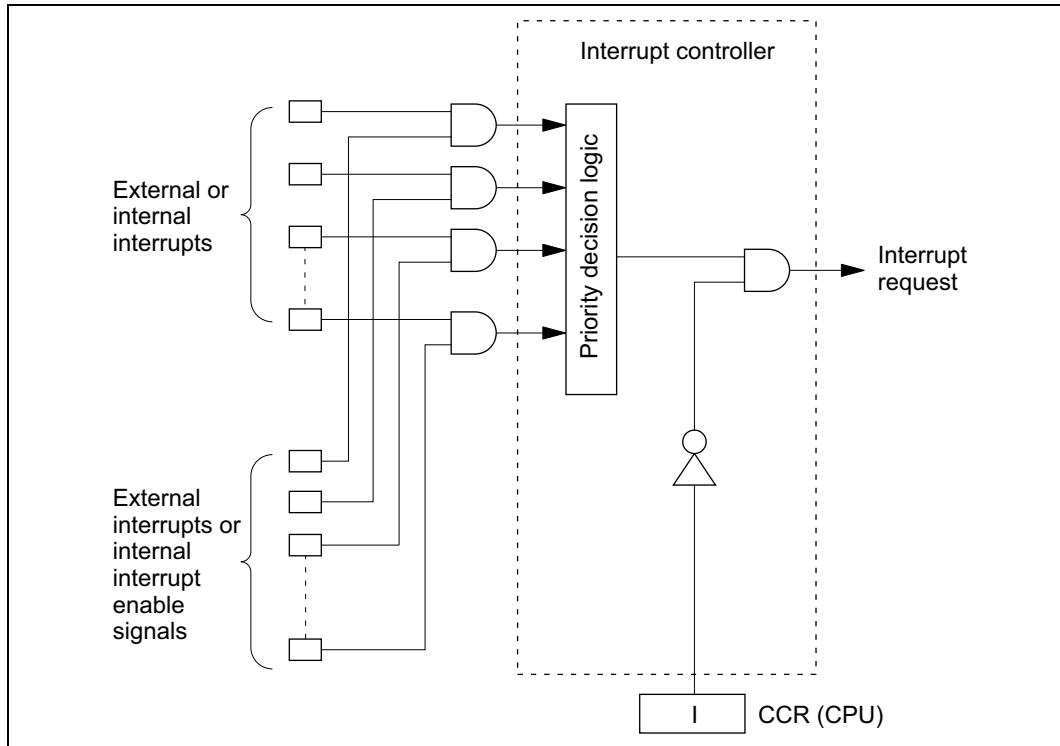 Interrupt controller
External or
internal
interrupts
Priority decision logic
Interrupt
request
External
interrupts or
internal
interrupt
enable
signals
I
CCR (CPU)